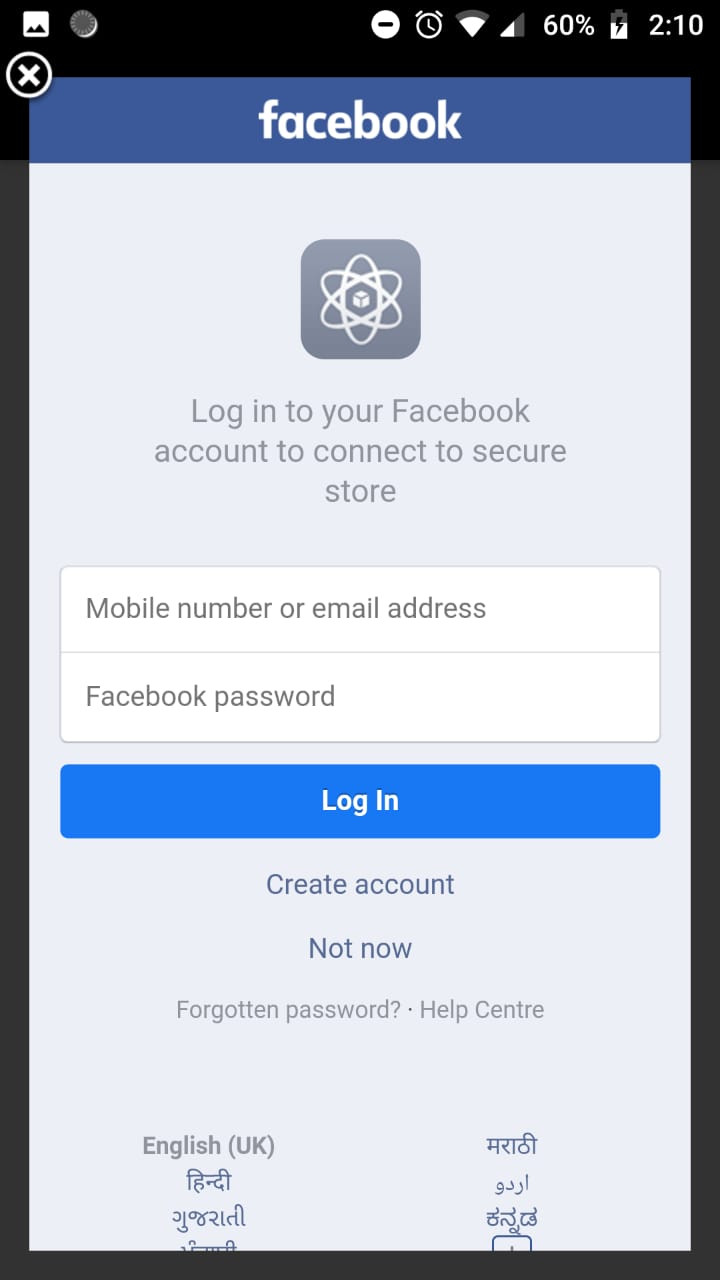 60% 2:10
facebook
Log in to your Facebook
account to connect to secure
store
Mobile number or email address
Facebook password
Log In
Create account
Not now
Forgotten password? · Help Centre
English (UK) मराठी
हिन्दी اردو
ગુજરાતી ಕನ್ನಡ